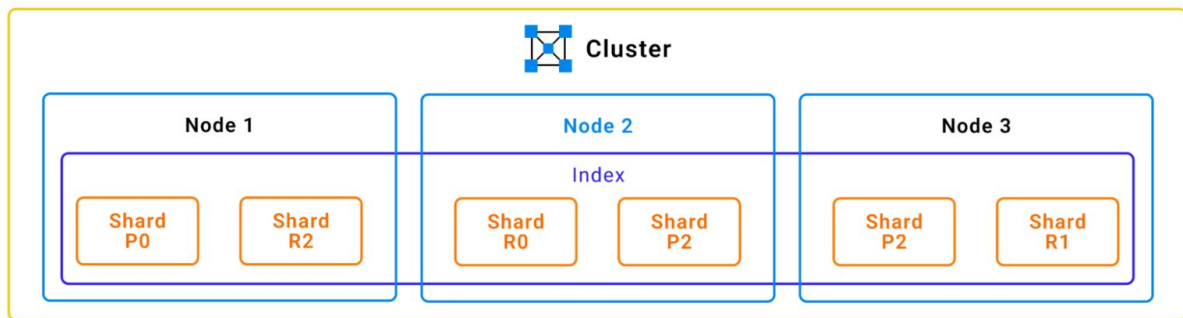 Cluster
Node 1
Node 2
Node 3
Index
Shard
P0
Shard
R2
Shard
R0
Shard
P2
Shard
P2
Shard
R1